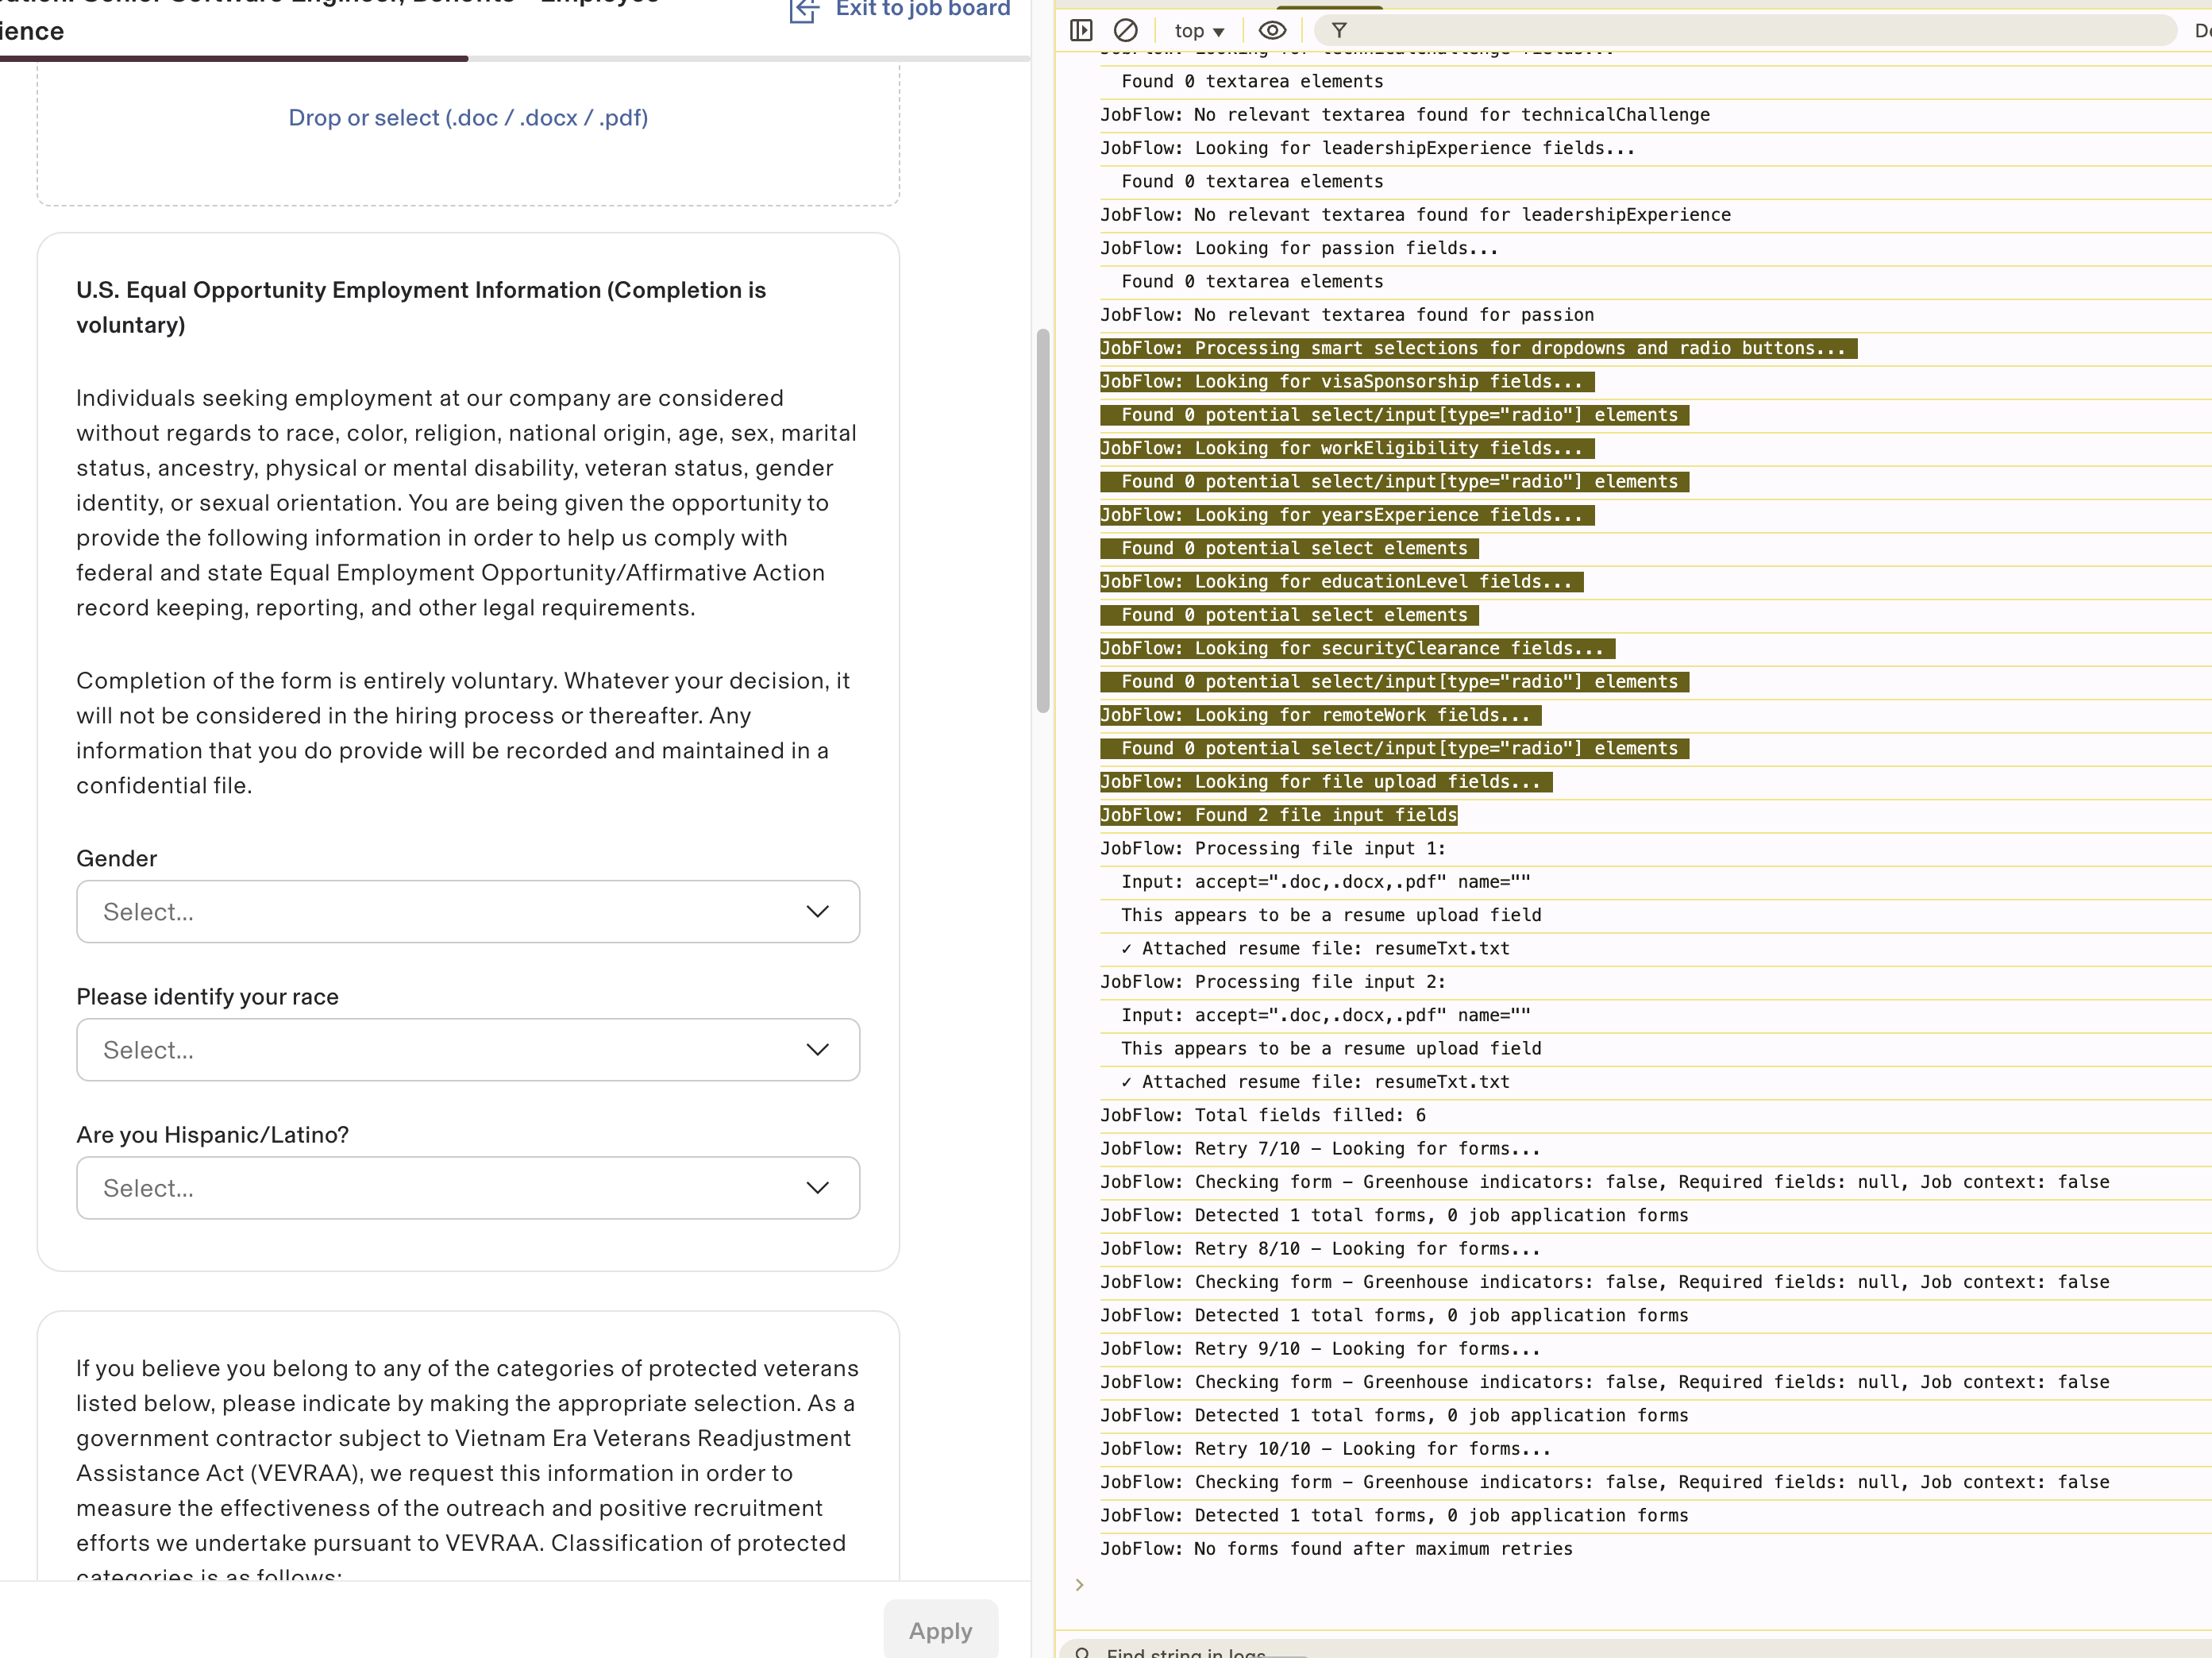 ience
Exit to job board
Drop or select (.doc / .docx / .pdf)
U.S. Equal Opportunity Employment Information (Completion is
voluntary)
Individuals seeking employment at our company are considered
without regards to race, color, religion, national origin, age, sex, marital
status, ancestry, physical or mental disability, veteran status, gender
identity, or sexual orientation. You are being given the opportunity to
provide the following information in order to help us comply with
federal and state Equal Employment Opportunity/Affirmative Action
record keeping, reporting, and other legal requirements.
Completion of the form is entirely voluntary. Whatever your decision, it
will not be considered in the hiring process or thereafter. Any
information that you do provide will be recorded and maintained in a
confidential file.
Gender
Select...
Please identify your race
Select...
Are you Hispanic/Latino?
Select...
If you believe you belong to any of the categories of protected veterans
listed below, please indicate by making the appropriate selection. As a
government contractor subject to Vietnam Era Veterans Readjustment
Assistance Act (VEVRAA), we request this information in order to
measure the effectiveness of the outreach and positive recruitment
efforts we undertake pursuant to VEVRAA. Classification of protected
categories is as follows:
Apply
top
JobFlow: Looking for technicalChallenge fields...
Found 0 textarea elements
JobFlow: No relevant textarea found for technicalChallenge
JobFlow: Looking for leadershipExperience fields...
Found 0 textarea elements
JobFlow: No relevant textarea found for leadershipExperience
JobFlow: Looking for passion fields...
Found 0 textarea elements
JobFlow: No relevant textarea found for passion
JobFlow: Processing smart selections for dropdowns and radio buttons...
JobFlow: Looking for visaSponsorship fields...
Found 0 potential select/input[type="radio"] elements
JobFlow: Looking for workEligibility fields...
Found 0 potential select/input[type="radio"] elements
JobFlow: Looking for yearsExperience fields...
Found 0 potential select elements
JobFlow: Looking for educationLevel fields...
Found 0 potential select elements
JobFlow: Looking for securityClearance fields...
Found 0 potential select/input[type="radio"] elements
JobFlow: Looking for remoteWork fields...
Found 0 potential select/input[type="radio"] elements
JobFlow: Looking for file upload fields...
JobFlow: Found 2 file input fields
JobFlow: Processing file input 1:
Input: accept=".doc,.docx,.pdf" name=""
This appears to be a resume upload field
✓ Attached resume file: resumeTxt.txt
JobFlow: Processing file input 2:
Input: accept=".doc,.docx,.pdf" name=""
This appears to be a resume upload field
✓ Attached resume file: resumeTxt.txt
JobFlow: Total fields filled: 6
JobFlow: Retry 7/10 – Looking for forms...
JobFlow: Checking form – Greenhouse indicators: false, Required fields: null, Job context: false
JobFlow: Detected 1 total forms, 0 job application forms
JobFlow: Retry 8/10 – Looking for forms...
JobFlow: Checking form – Greenhouse indicators: false, Required fields: null, Job context: false
JobFlow: Detected 1 total forms, 0 job application forms
JobFlow: Retry 9/10 – Looking for forms...
JobFlow: Checking form – Greenhouse indicators: false, Required fields: null, Job context: false
JobFlow: Detected 1 total forms, 0 job application forms
JobFlow: Retry 10/10 – Looking for forms...
JobFlow: Checking form – Greenhouse indicators: false, Required fields: null, Job context: false
JobFlow: Detected 1 total forms, 0 job application forms
JobFlow: No forms found after maximum retries
Find string in logs